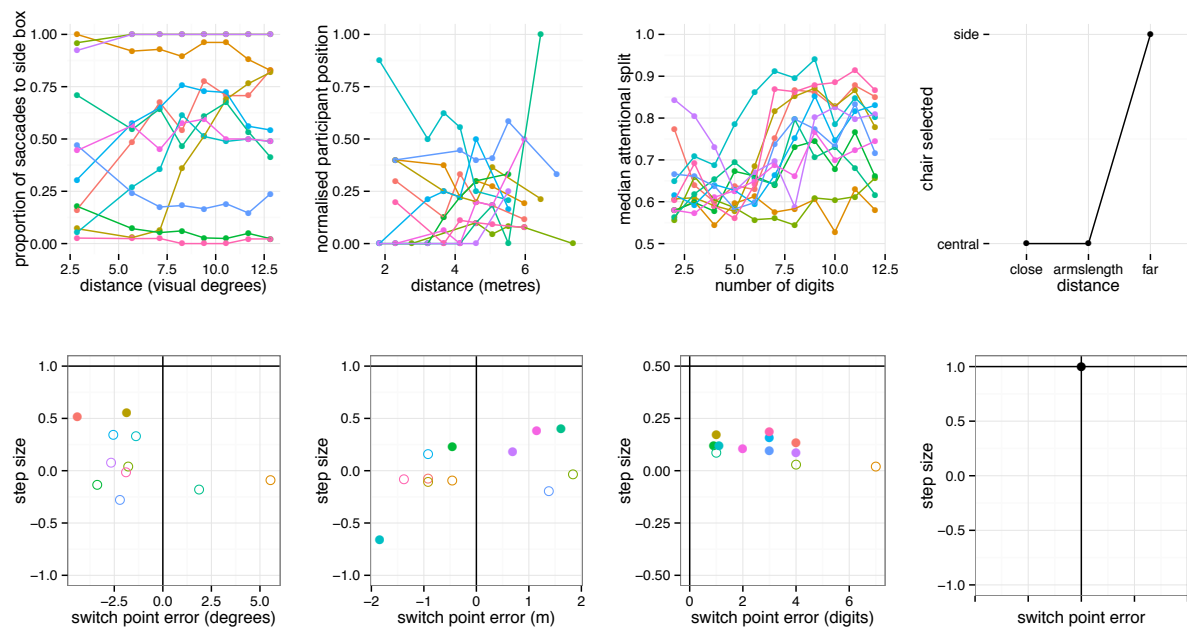 proportion of saccades to side box
1.00
0.75
0.50
0.25
0.00
2.5 5.0 7.5 10.0 12.5
distance (visual degrees)
normalised participant position
1.00
0.75
0.50
0.25
0.00
2 4 6
distance (metres)
median attentional split
1.0
0.9
0.8
0.7
0.6
0.5
2.5 5.0 7.5 10.0 12.5
number of digits
chair selected
side
central
close armslength far
distance
step size
1.0
0.5
0.0
−0.5
−1.0
−2.5 0.0 2.5 5.0
switch point error (degrees)
step size
1.0
0.5
0.0
−0.5
−1.0
−2 −1 0 1 2
switch point error (m)
step size
0.50
0.25
0.00
−0.25
−0.50
0 2 4 6
switch point error (digits)
step size
1.0
0.5
0.0
−0.5
−1.0
switch point error